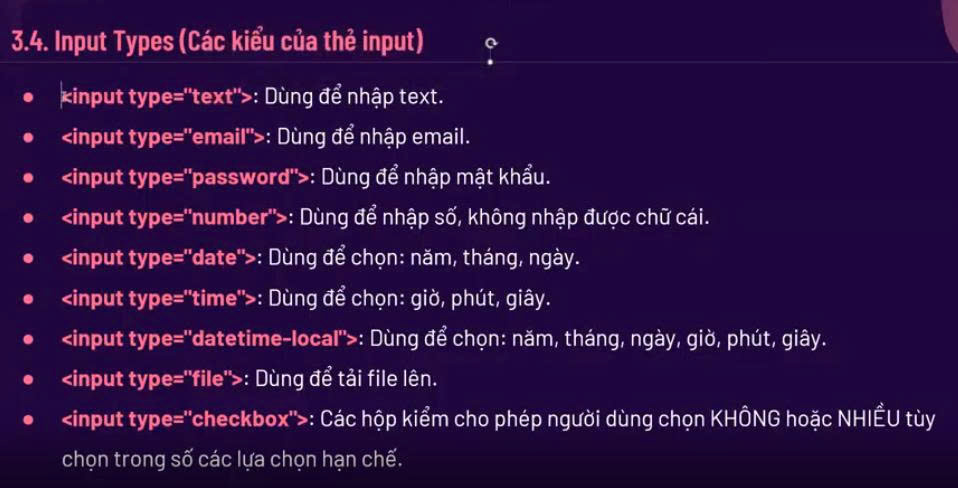 3.4. Input Types (Các kiểu của thẻ input)
<input type="text">: Dùng để nhập text.
<input type="email">: Dùng để nhập email.
<input type="password">: Dùng để nhập mật khẩu.
<input type="number">: Dùng để nhập số, không nhập được chữ cái.
<input type="date">: Dùng để chọn: năm, tháng, ngày.
<input type="time">: Dùng để chọn: giờ, phút, giây.
<input type="datetime-local">: Dùng để chọn: năm, tháng, ngày, giờ, phút, giây.
<input type="file">: Dùng để tải file lên.
<input type="checkbox">: Các hộp kiểm cho phép người dùng chọn KHÔNG hoặc NHIỀU tùy
chọn trong số các lựa chọn hạn chế.